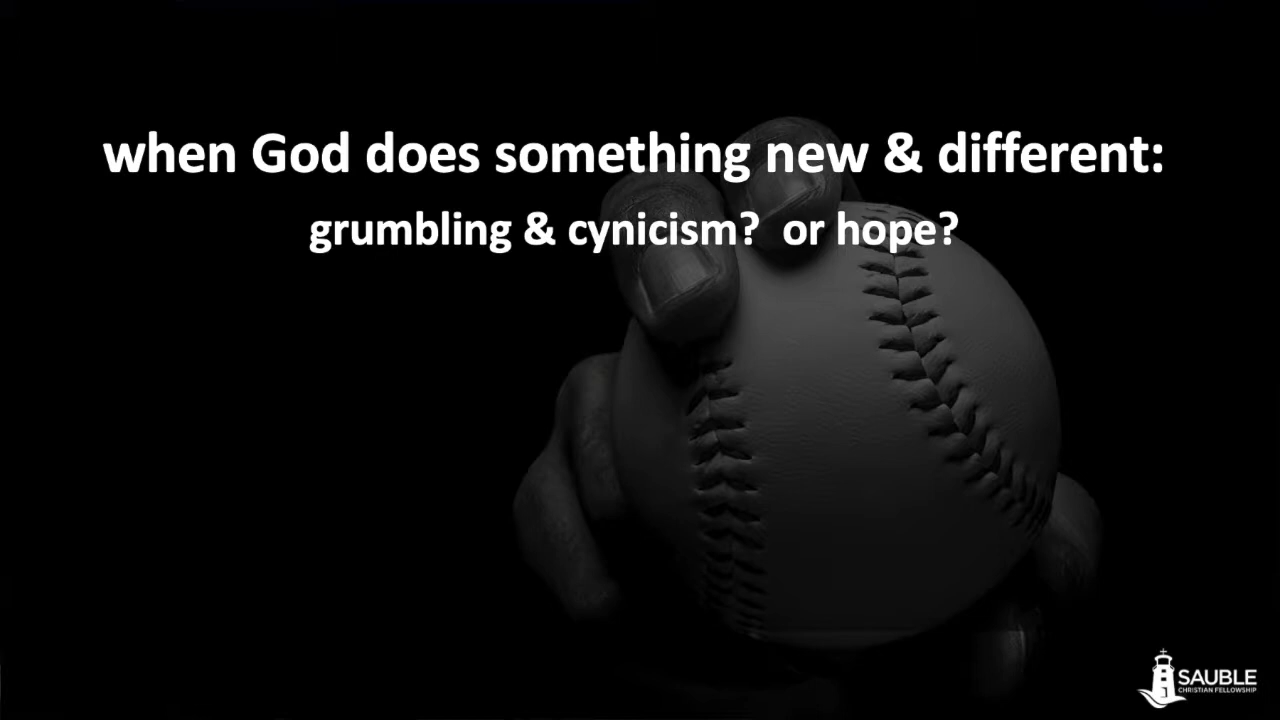 when God does something new & different:
grumbling & cynicism?  or hope?
SAUBLE
CHRISTIAN FELLOWSHIP